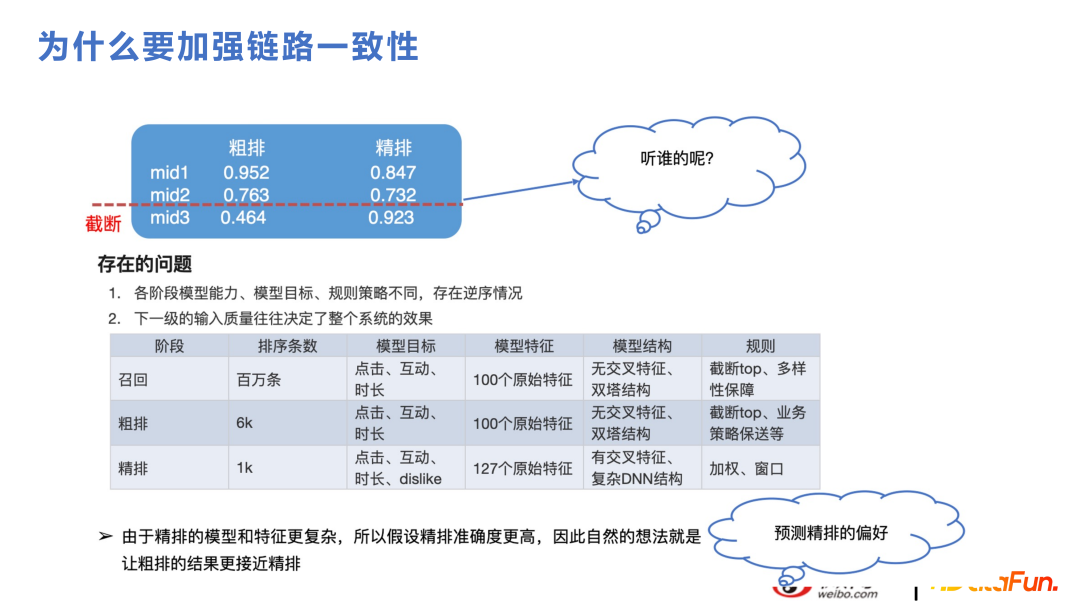 为什么要加强链路一致性
粗排 精排
mid1 0.952 0.847
mid2 0.763 0.732
截断 mid3 0.464 0.923
听谁的呢?
存在的问题
1. 各阶段模型能力、模型目标、规则策略不同，存在逆序情况
2. 下一级的输入质量往往决定了整个系统的效果
阶段 排序条数 模型目标 模型特征 模型结构 规则
召回 百万条 点击、互动、时长 100个原始特征 无交叉特征、双塔结构 截断top、多样性保障
粗排 6k 点击、互动、时长 100个原始特征 无交叉特征、双塔结构 截断top、业务策略保送等
精排 1k 点击、互动、时长、dislike 127个原始特征 有交叉特征、复杂DNN结构 加权、窗口
➢ 由于精排的模型和特征更复杂，所以假设精排准确度更高，因此自然的想法就是
让粗排的结果更接近精排
预测精排的偏好
weibo.com
DataFun.